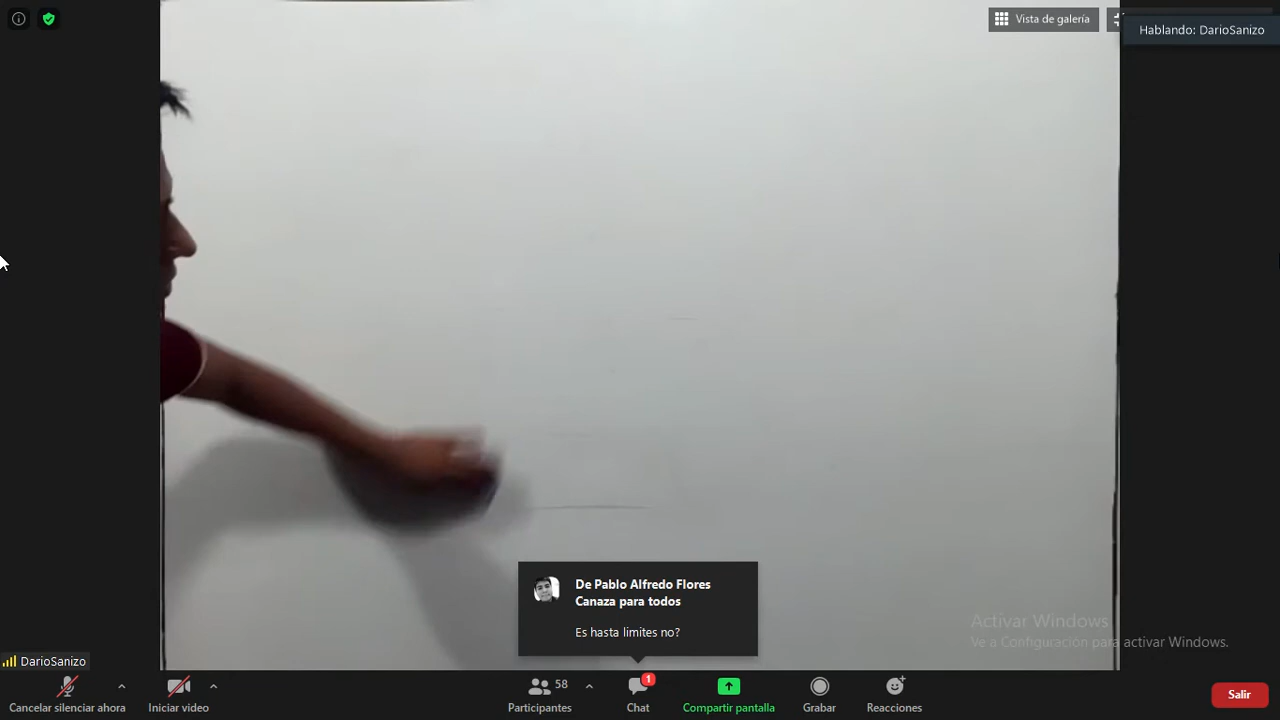 Vista de galería
Hablando: DarioSanizo
De Pablo Alfredo Flores
Canaza para todos
Es hasta limites no?
Activar Windows
Ve a Configuración para activar Windows.
DarioSanizo
Cancelar silenciar ahora
Iniciar video
58
Participantes
1
Chat
Compartir pantalla
Grabar
Reacciones
Salir